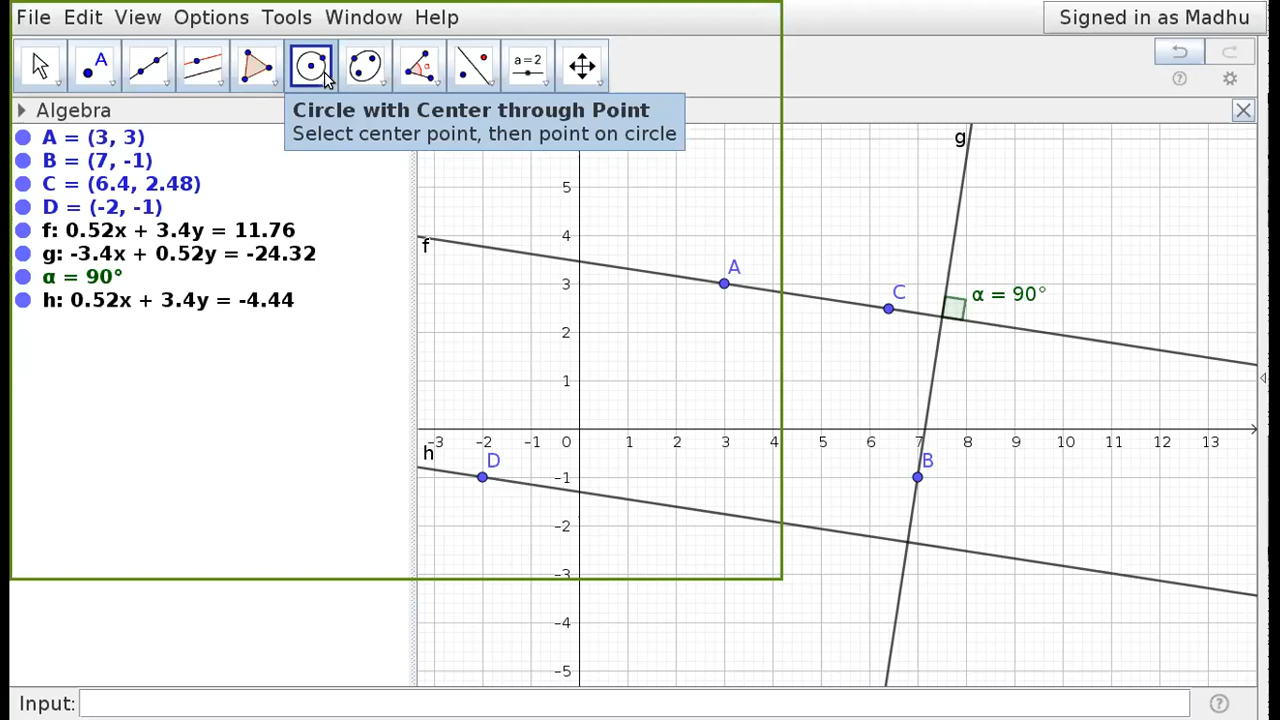 File Edit View Options Tools Window Help
Signed in as Madhu
A
α
a=2
Circle with Center through Point
Select center point, then point on circle
Algebra
A = (3, 3)
B = (7, -1)
C = (6.4, 2.48)
D = (-2, -1)
f: 0.52x + 3.4y = 11.76
g: -3.4x + 0.52y = -24.32
α = 90°
h: 0.52x + 3.4y = -4.44
g
5
4
f
A
3
C
α = 90°
2
1
-3 -2 -1 0 1 2 3 4 5 6 7 8 9 10 11 12 13
h
D
B
-1
-2
-3
-4
-5
Input: